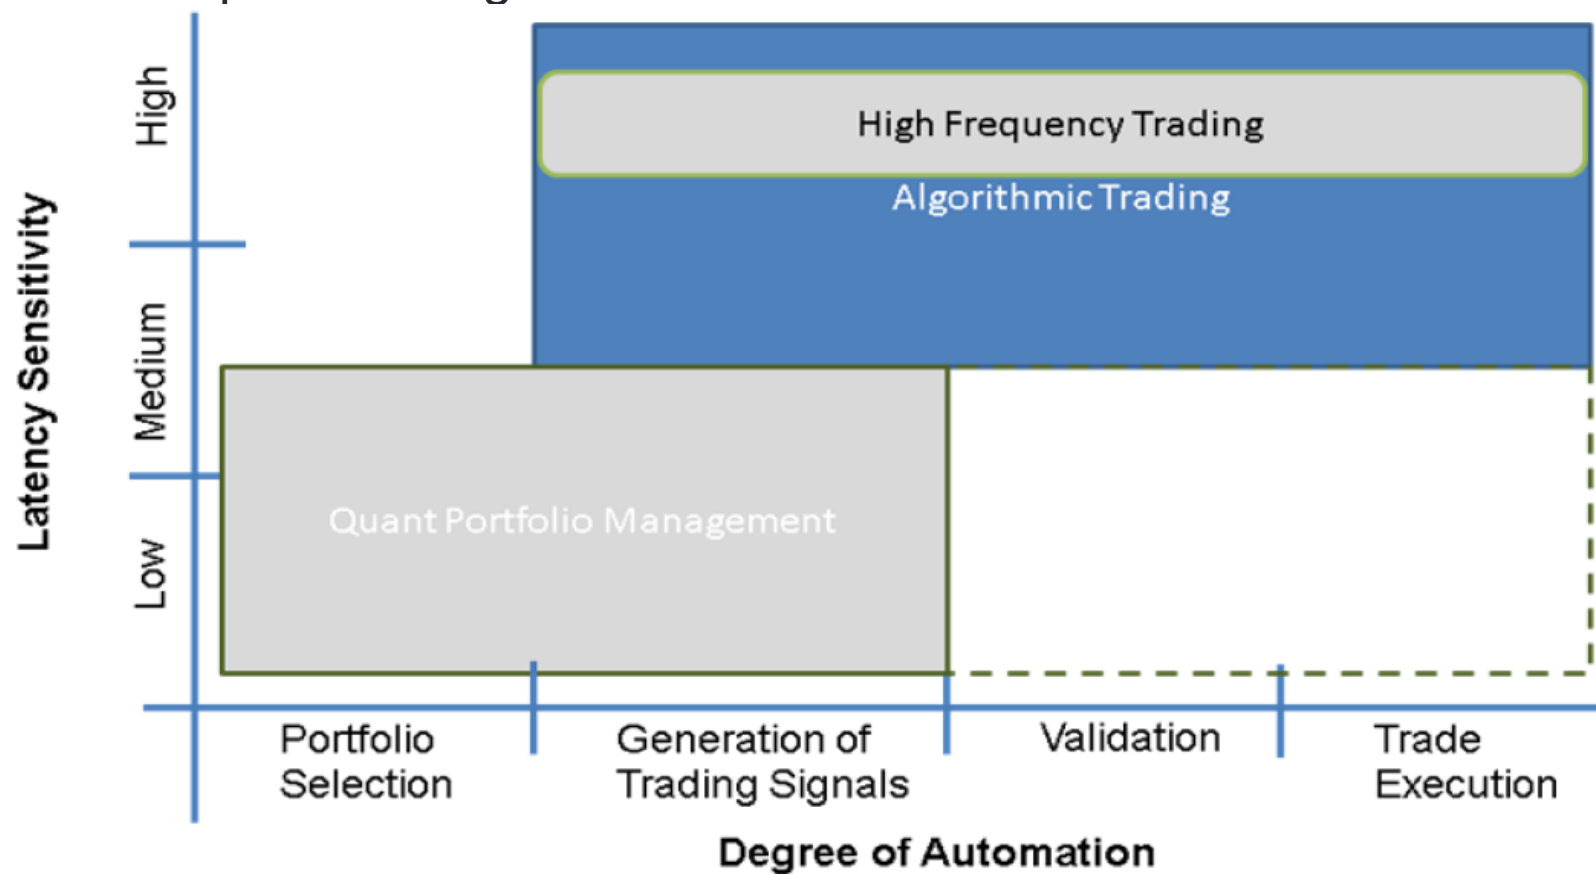 High
Medium
Low
Latency Sensitivity
High Frequency Trading
Algorithmic Trading
Quant Portfolio Management
Portfolio
Selection
Generation of
Trading Signals
Validation
Trade
Execution
Degree of Automation